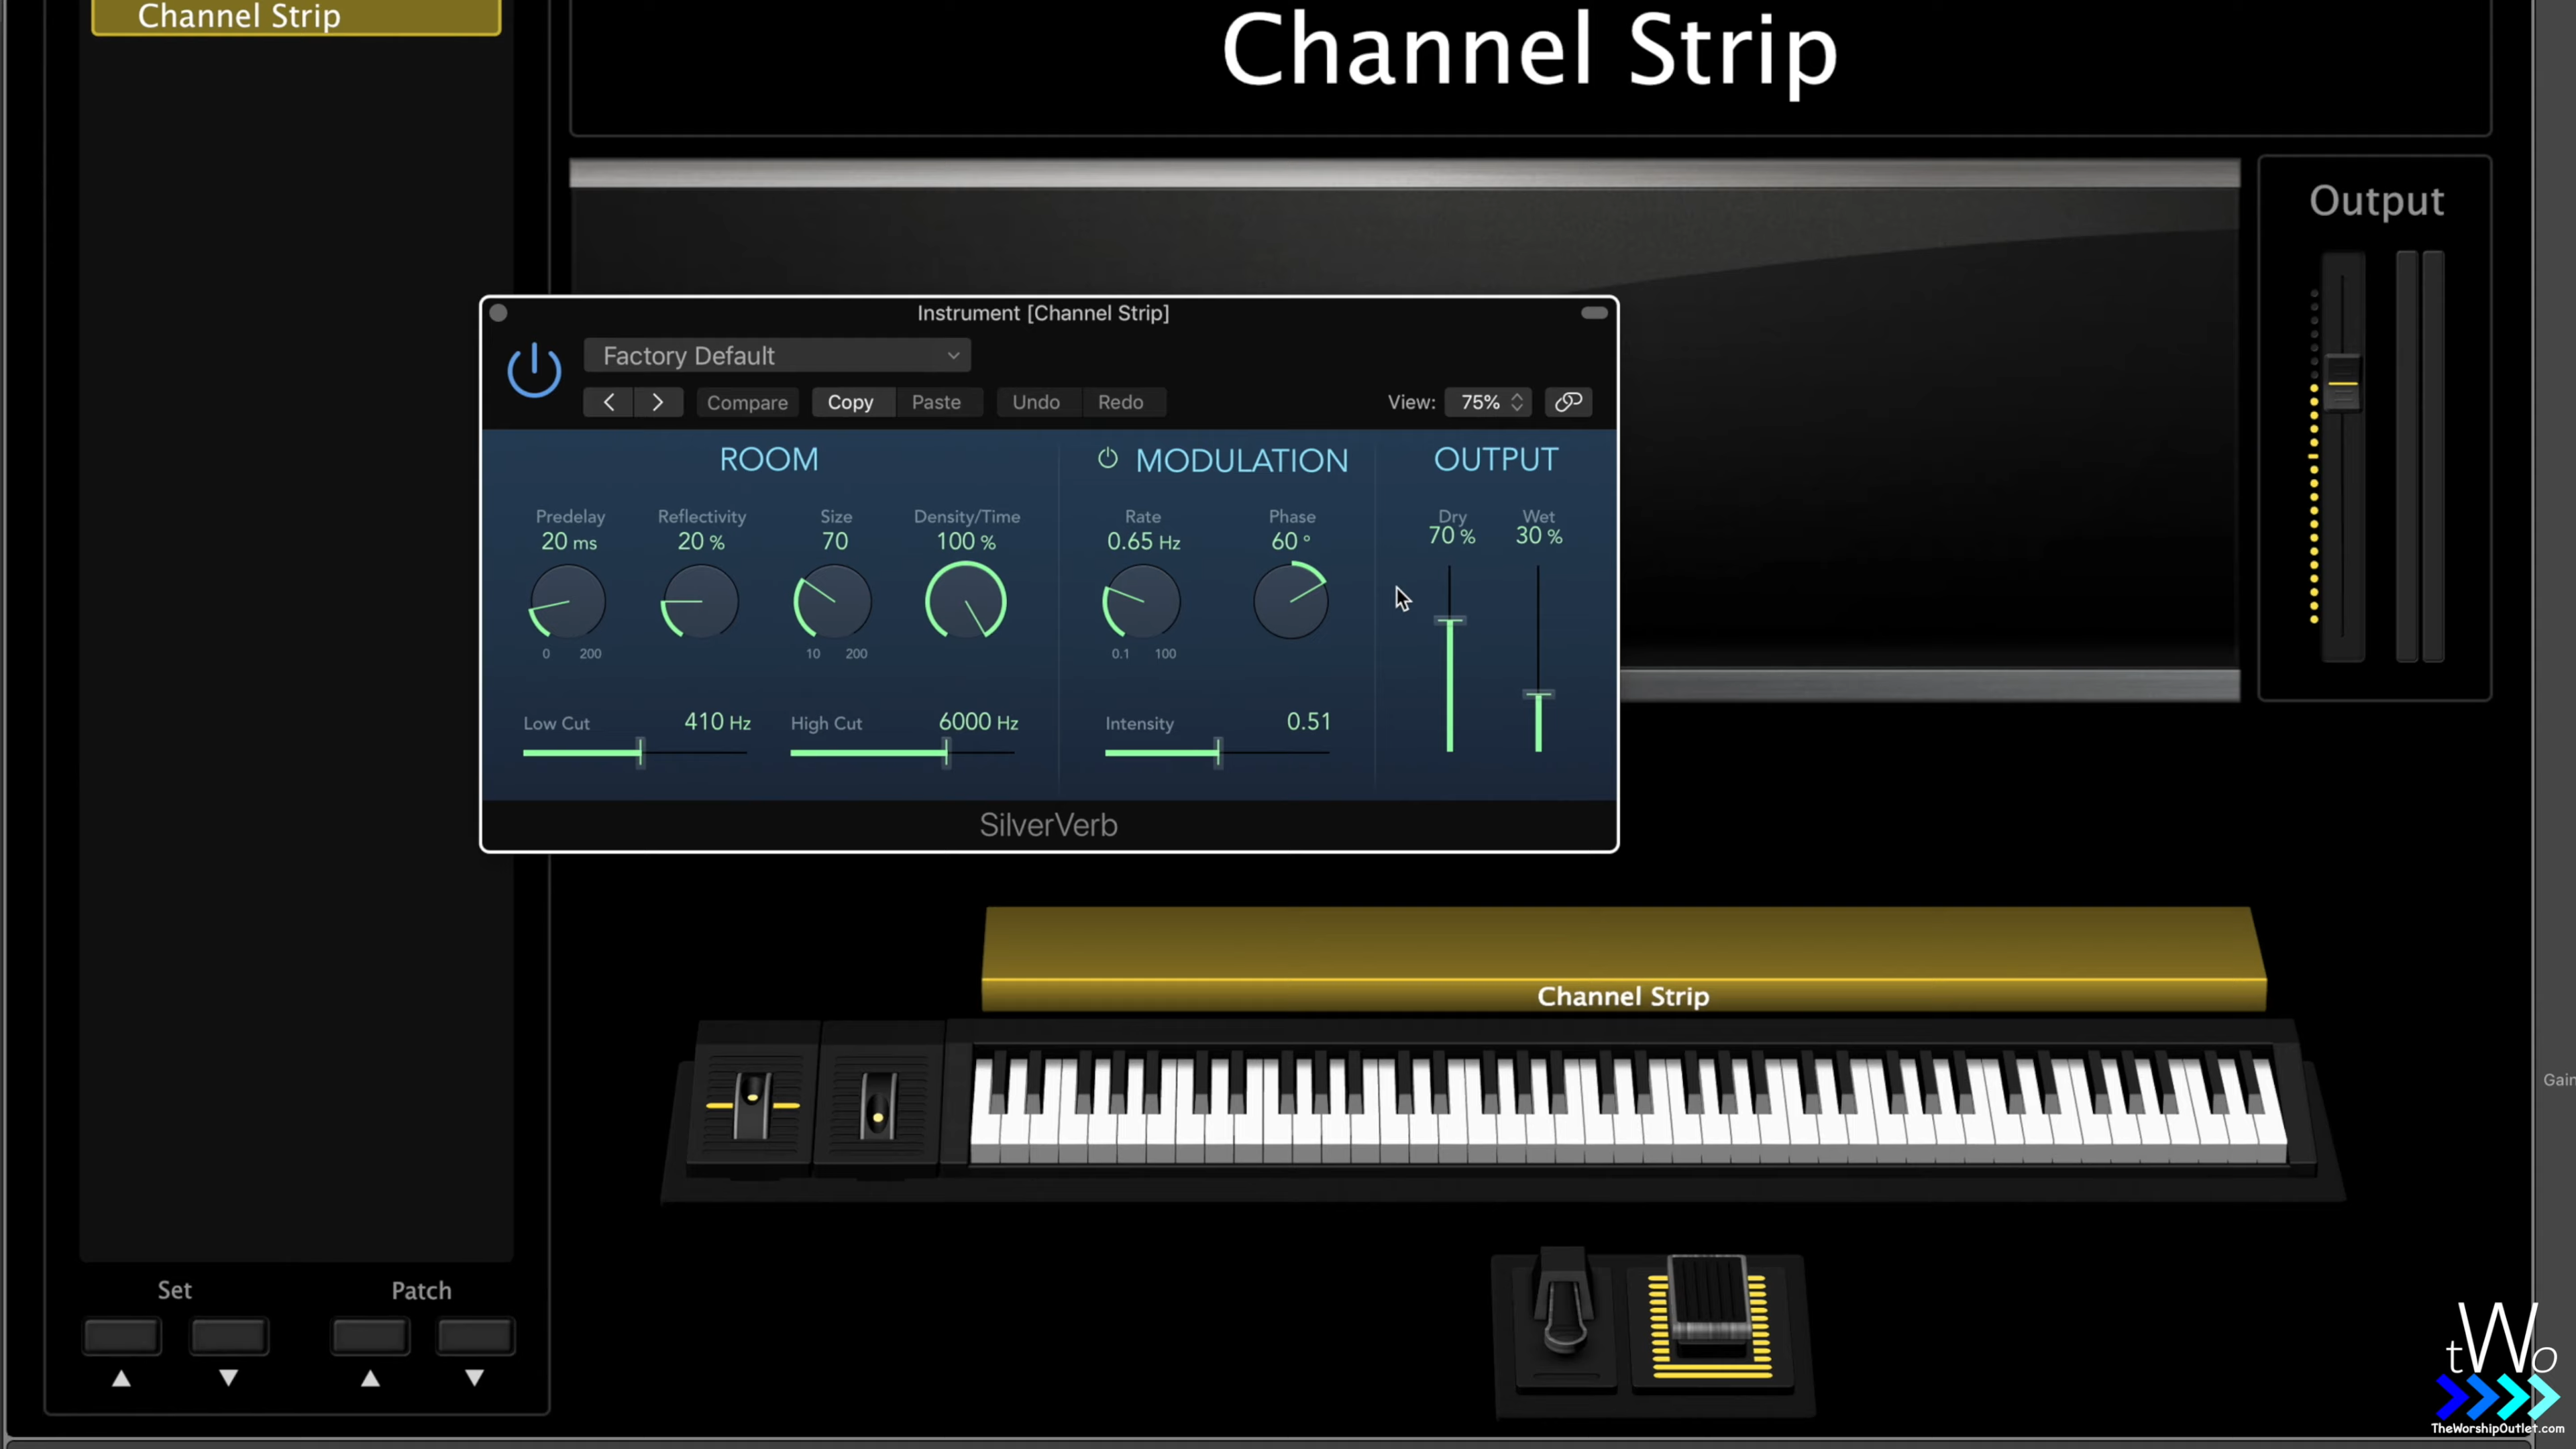 Channel Strip
Channel Strip
Output
Instrument [Channel Strip]
Factory Default
Compare
Copy
Paste
Undo
Redo
View:
75%
ROOM
MODULATION
OUTPUT
Predelay
20 ms
0 200
Reflectivity
20 %
Size
70
10 200
Density/Time
100 %
Rate
0.65 Hz
0.1 100
Phase
60 °
Dry
70 %
Wet
30 %
Low Cut 410 Hz
High Cut 6000 Hz
Intensity 0.51
SilverVerb
Channel Strip
Gain
Set
Patch
tWo
TheWorshipOutlet.com